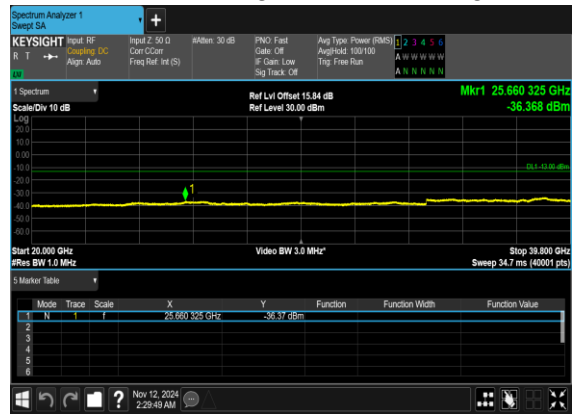 Spectrum Analyzer 1
Swept SA
+
KEYSIGHT Input: RF Input Z: 50 Ω #Atten: 30 dB PNO: Fast Avg Type: Power (RMS) 1 2 3 4 5 6
R T Coupling: DC Corr CCorr Gate: Off Avg|Hold: 100/100 A W W W W W
Align: Auto Freq Ref: Int (S) IF Gain: Low Trig: Free Run
LW Sig Track: Off A N N N N N
1 Spectrum Ref Lvl Offset 15.84 dB Mkr1 25.660 325 GHz
Scale/Div 10 dB Ref Level 30.00 dBm -36.368 dBm
Log
20.0
10.0
0.00
-10.0 DL1 -13.00 dBm
-20.0
-30.0 1
-40.0
-50.0
-60.0
Start 20.000 GHz Video BW 3.0 MHz* Stop 39.800 GHz
#Res BW 1.0 MHz Sweep 34.7 ms (40001 pts)
5 Marker Table
Mode Trace Scale X Y Function Function Width Function Value
1 N 1 f 25.660 325 GHz -36.37 dBm
2
3
4
5
6
? Nov 12, 2024
2:29:49 AM